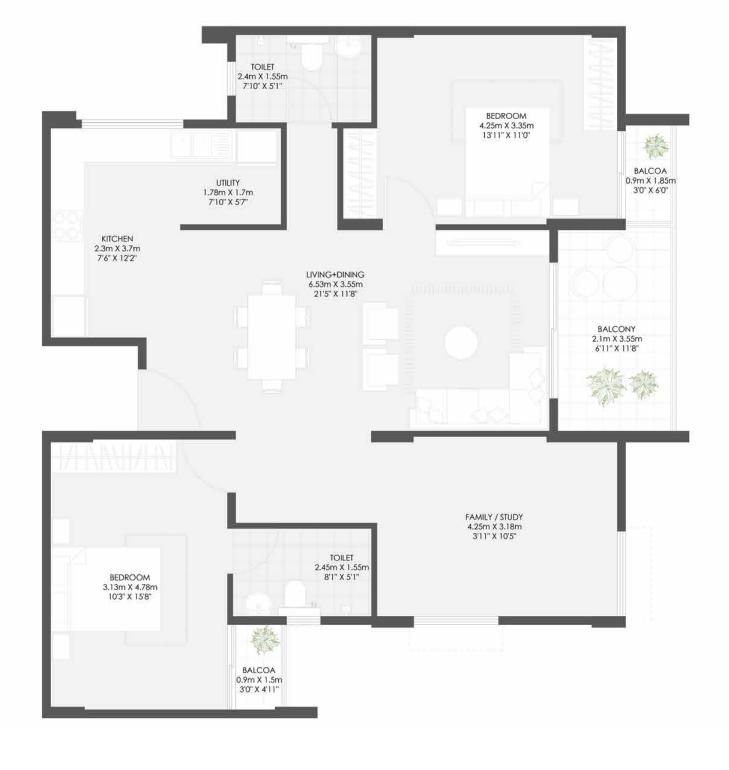 TOILET
2.4m X 1.55m
7'10" X 5'1"
BEDROOM
4.25m X 3.35m
13'11" X 11'0"
BALCOA
0.9m X 1.85m
3'0" X 6'0"
UTILITY
1.78m X 1.7m
7'10" X 5'7"
KITCHEN
2.3m X 3.7m
7'6" X 12'2"
LIVING+DINING
6.53m X 3.55m
21'5" X 11'8"
BALCONY
2.1m X 3.55m
6'11" X 11'8"
FAMILY / STUDY
4.25m X 3.18m
3'11" X 10'5"
TOILET
2.45m X 1.55m
8'1" X 5'1"
BEDROOM
3.13m X 4.78m
10'3" X 15'8"
BALCOA
0.9m X 1.5m
3'0" X 4'11"